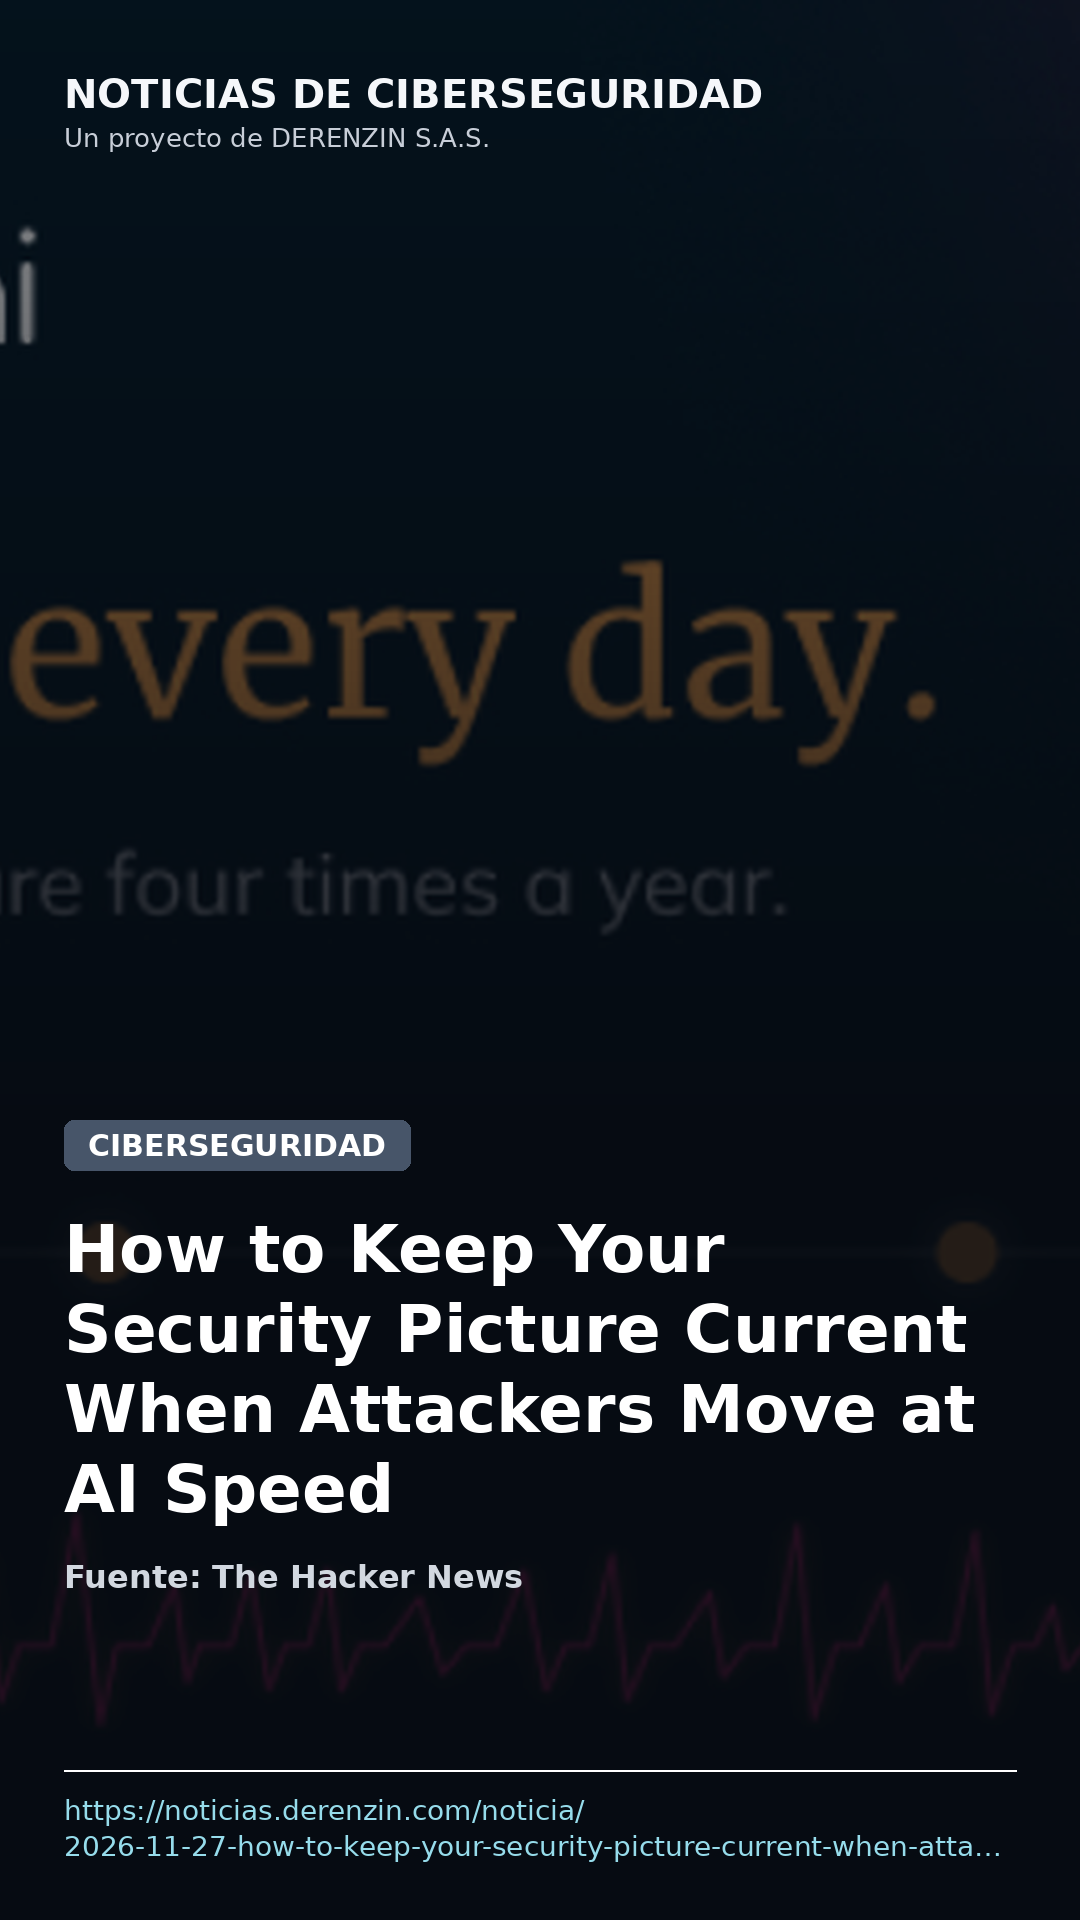 NOTICIAS DE CIBERSEGURIDAD
Un proyecto de DERENZIN S.A.S.
every day.
four times a year.
CIBERSEGURIDAD
How to Keep Your
Security Picture Current
When Attackers Move at
AI Speed
Fuente: The Hacker News
https://noticias.derenzin.com/noticia/
2026-11-27-how-to-keep-your-security-picture-current-when-atta...